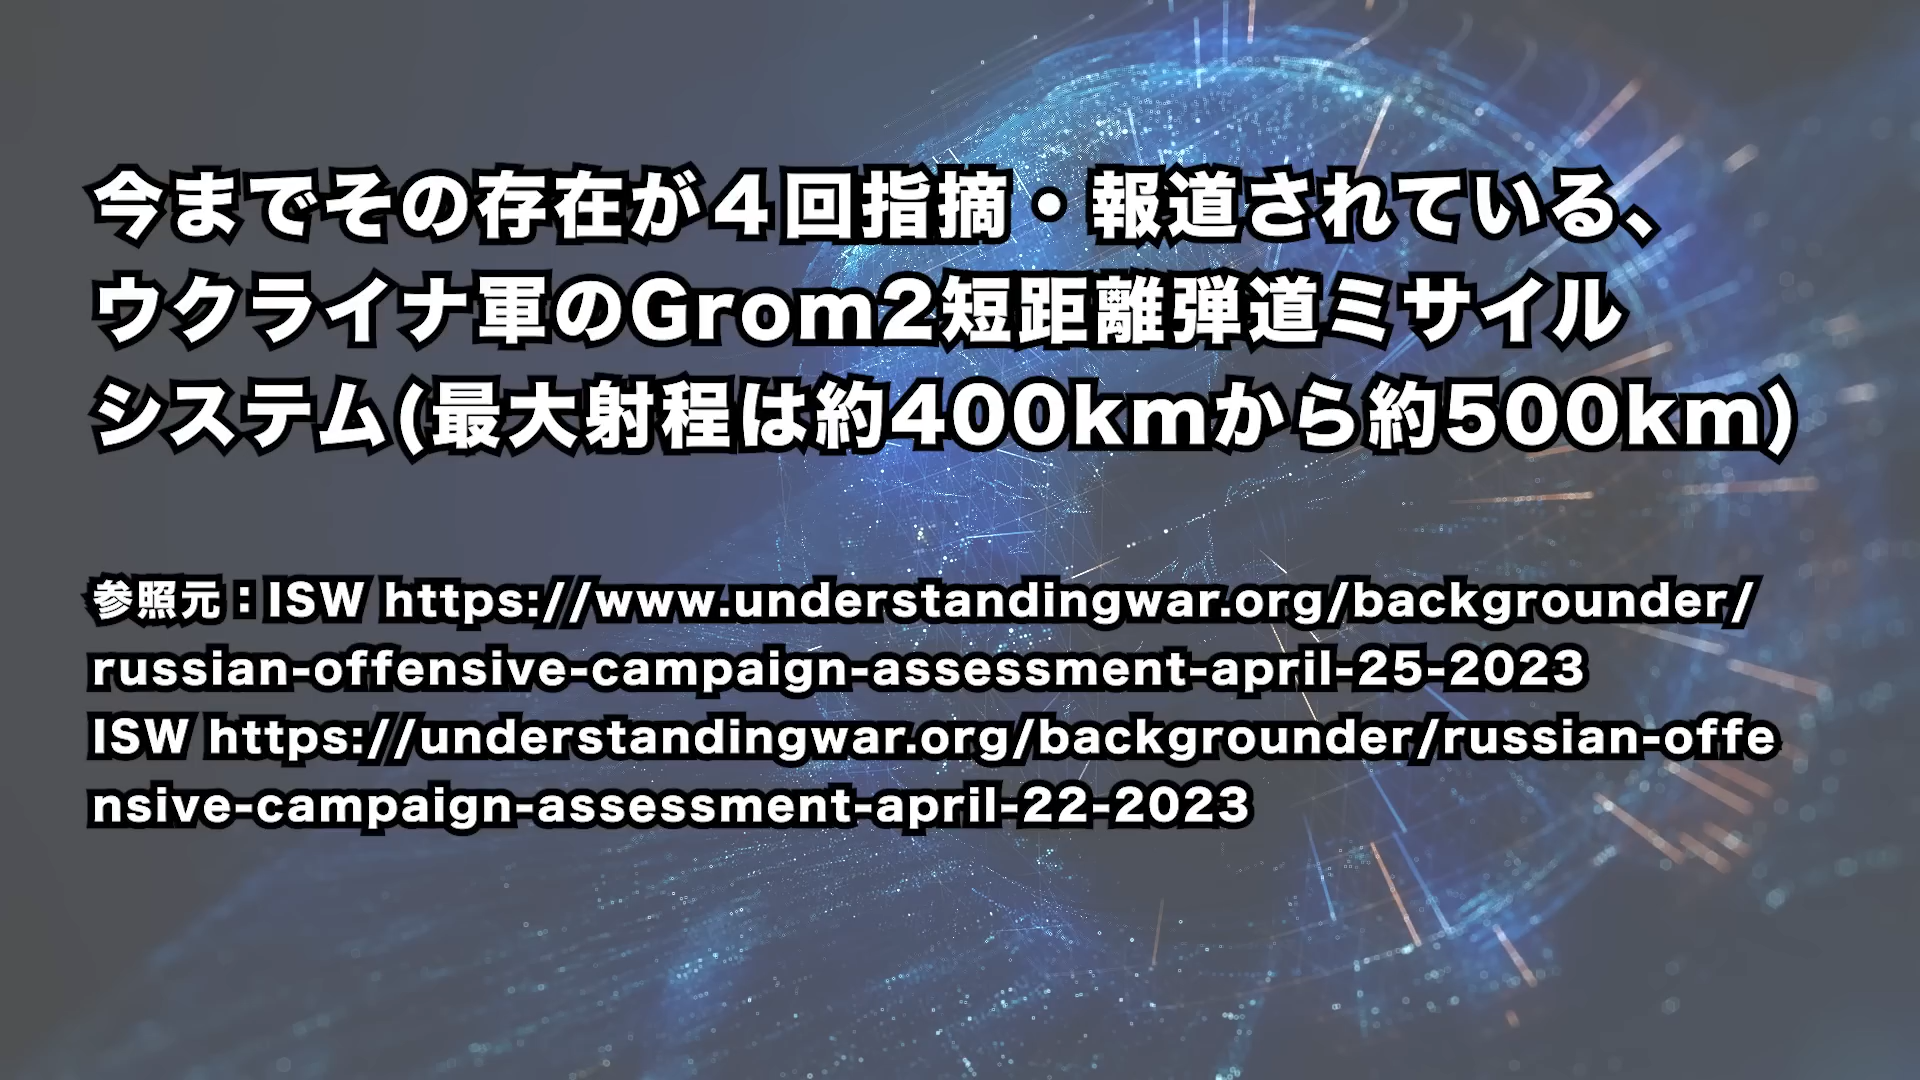 今までその存在が４回指摘・報道されている、
ウクライナ軍のGrom2短距離弾道ミサイル
システム(最大射程は約400kmから約500km)
参照元：ISW https://www.understandingwar.org/backgrounder/
russian-offensive-campaign-assessment-april-25-2023
ISW https://understandingwar.org/backgrounder/russian-offe
nsive-campaign-assessment-april-22-2023